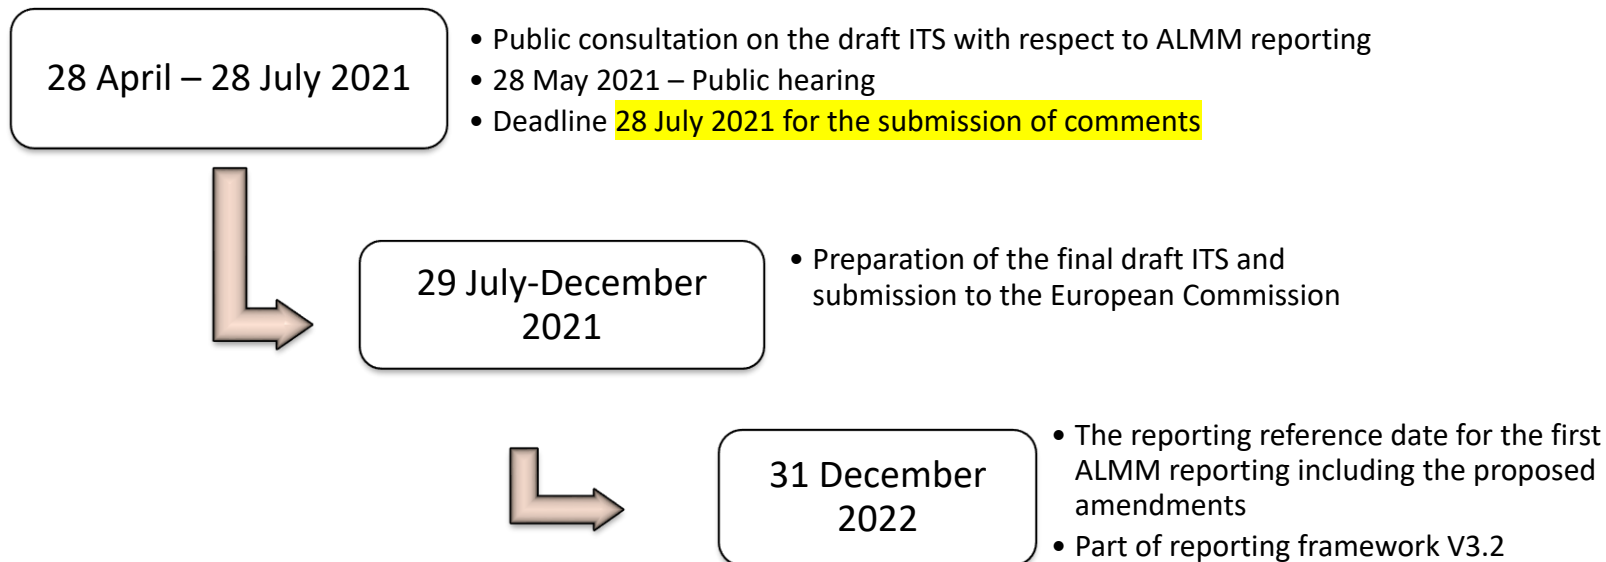 28 April – 28 July 2021
• Public consultation on the draft ITS with respect to ALMM reporting
• 28 May 2021 – Public hearing
• Deadline 28 July 2021 for the submission of comments
29 July-December
2021
• Preparation of the final draft ITS and
submission to the European Commission
31 December
2022
• The reporting reference date for the first
ALMM reporting including the proposed
amendments
• Part of reporting framework V3.2